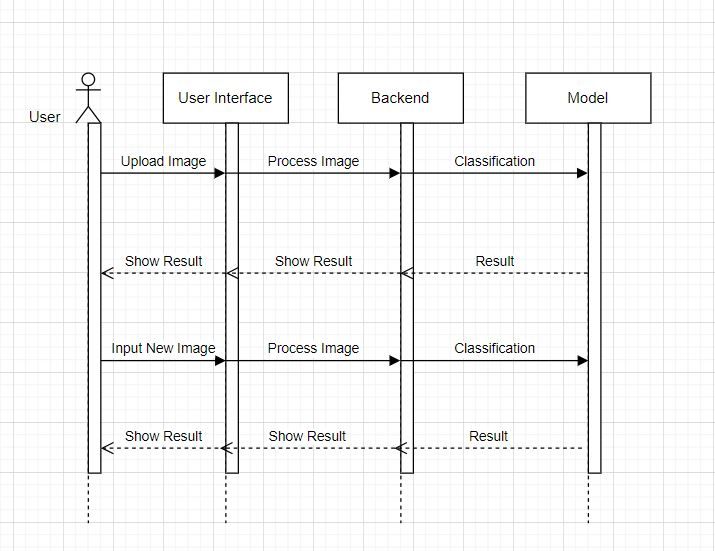 User
User Interface
Backend
Model
Upload Image
Process Image
Classification
Show Result
Show Result
Result
Input New Image
Process Image
Classification
Show Result
Show Result
Result